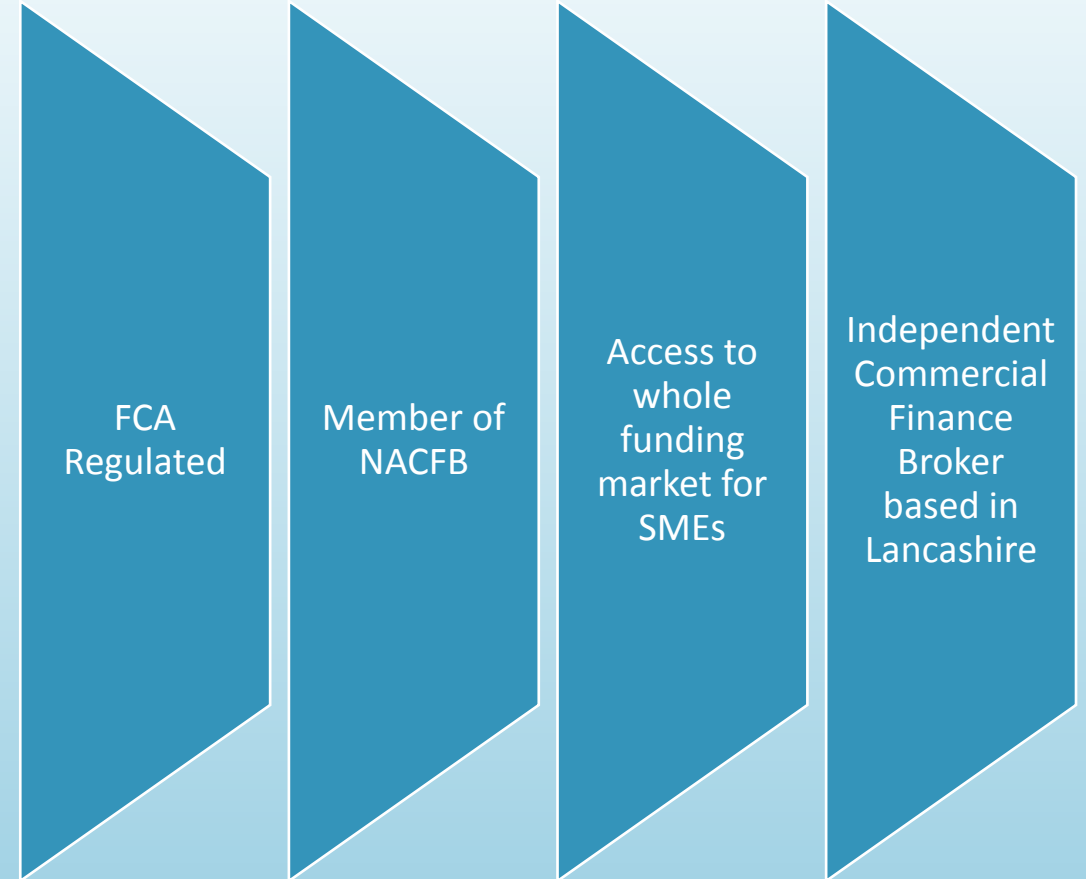 FCA
Regulated
Member of
NACFB
Access to
whole
funding
market for
SMEs
Independent
Commercial
Finance
Broker
based in
Lancashire